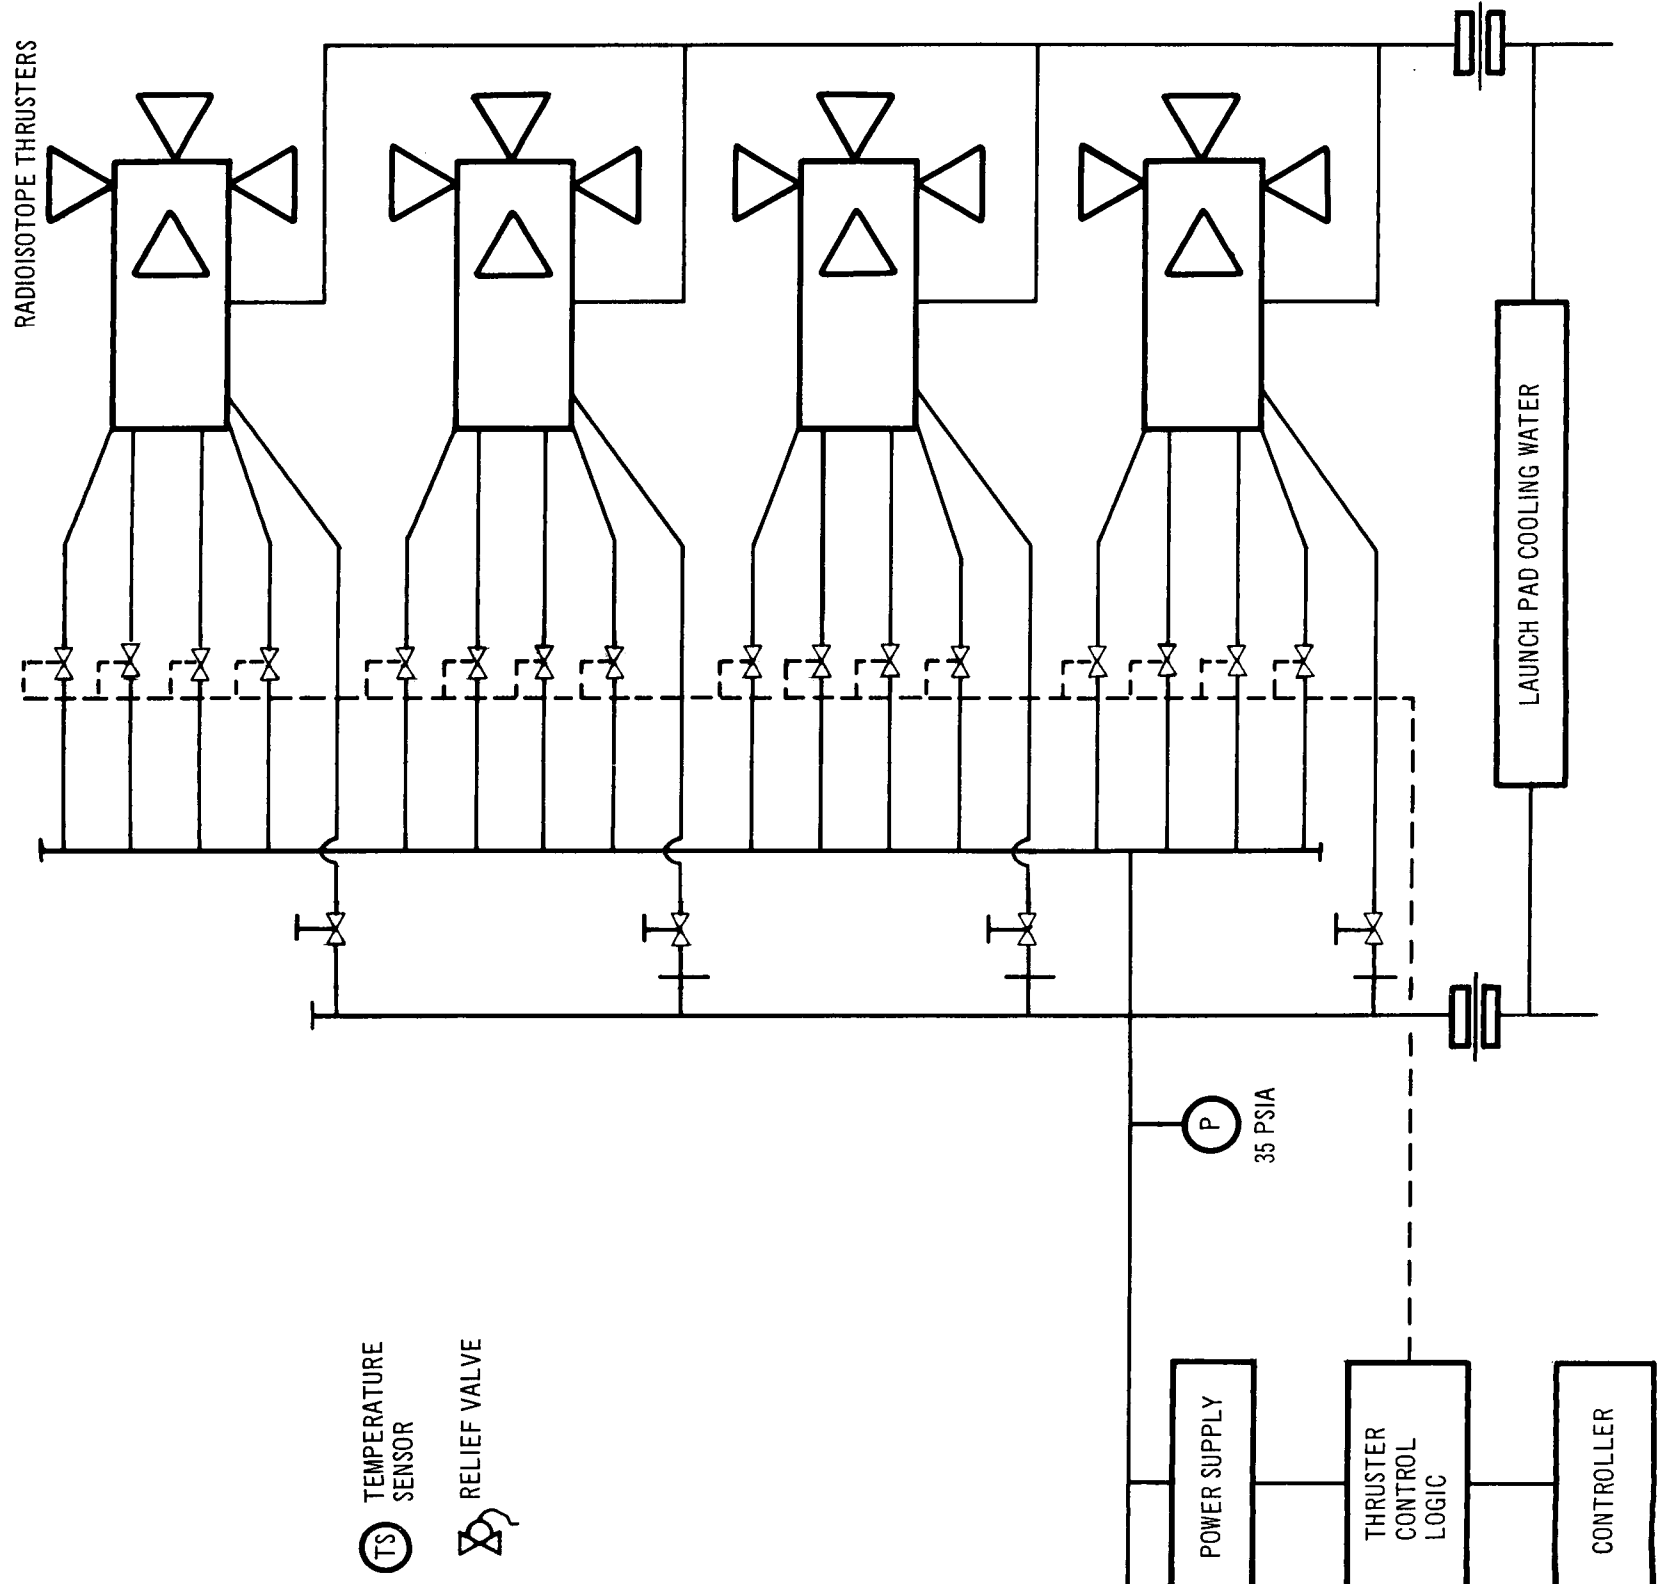 RADIOISOTOPE THRUSTERS
LAUNCH PAD COOLING WATER
P
35 PSIA
TS
TEMPERATURE
SENSOR
RELIEF VALVE
POWER SUPPLY
THRUSTER
CONTROL
LOGIC
CONTROLLER